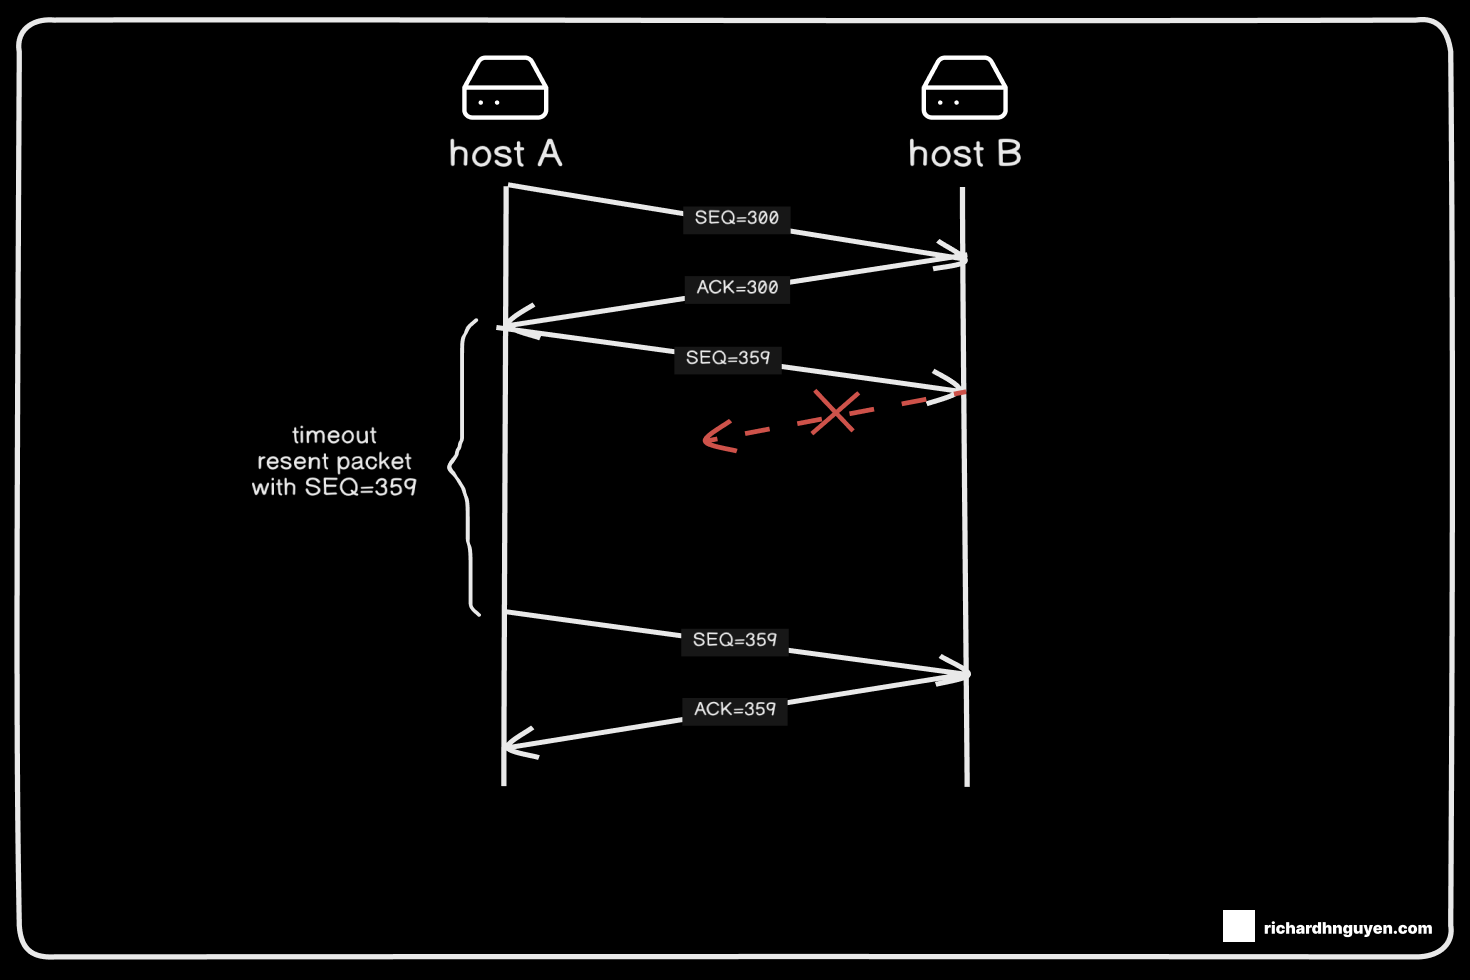 host A
host B
SEQ=300
ACK=300
SEQ=359
timeout
resent packet
with SEQ=359
SEQ=359
ACK=359
richardhnguyen.com